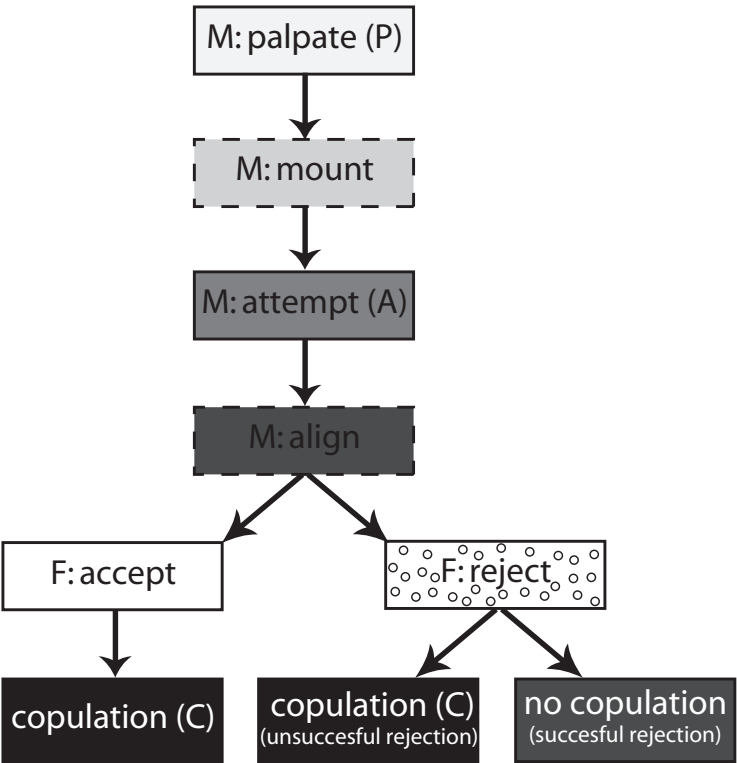 M: palpate (P)
M: mount
M: attempt (A)
M: align
F: accept
F: reject
copulation (C)
copulation (C)
(unsuccesful rejection)
no copulation
(succesful rejection)